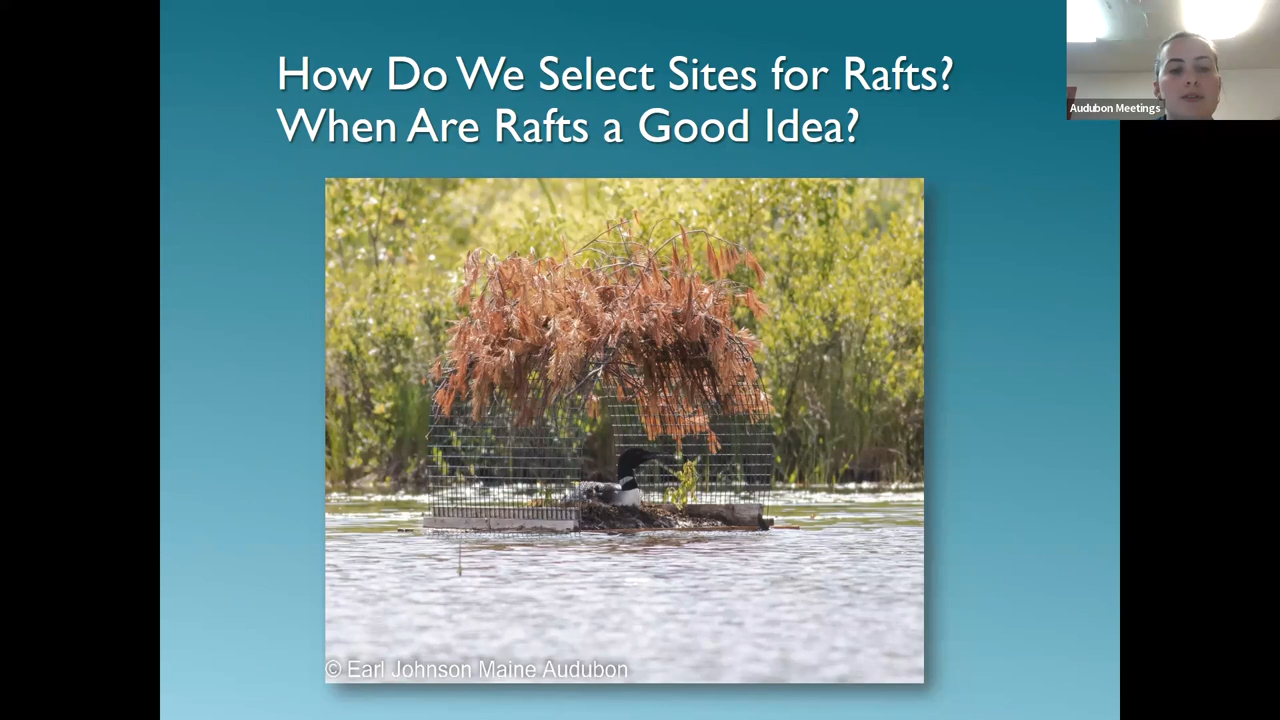 How Do We Select Sites for Rafts?
When Are Rafts a Good Idea?
Audubon Meetings
© Earl Johnson Maine Audubon